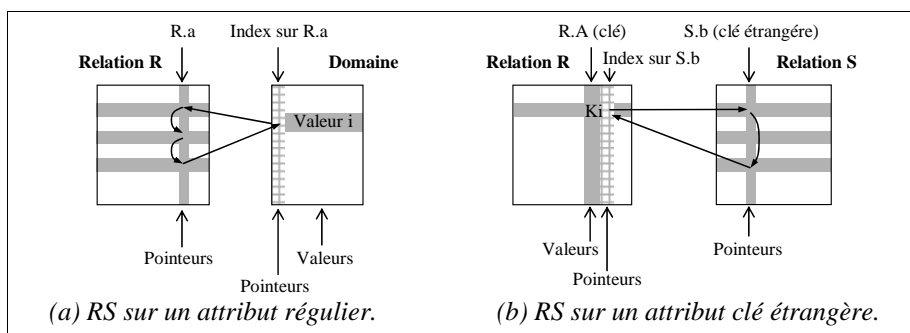 R.a
Index sur R.a
Relation R
Domaine
Valeur i
Pointeurs
Valeurs
Pointeurs
(a) RS sur un attribut régulier.
R.A (clé)
S.b (clé étrangére)
Index sur S.b
Relation R
Relation S
Ki
Valeurs
Pointeurs
Pointeurs
(b) RS sur un attribut clé étrangère.